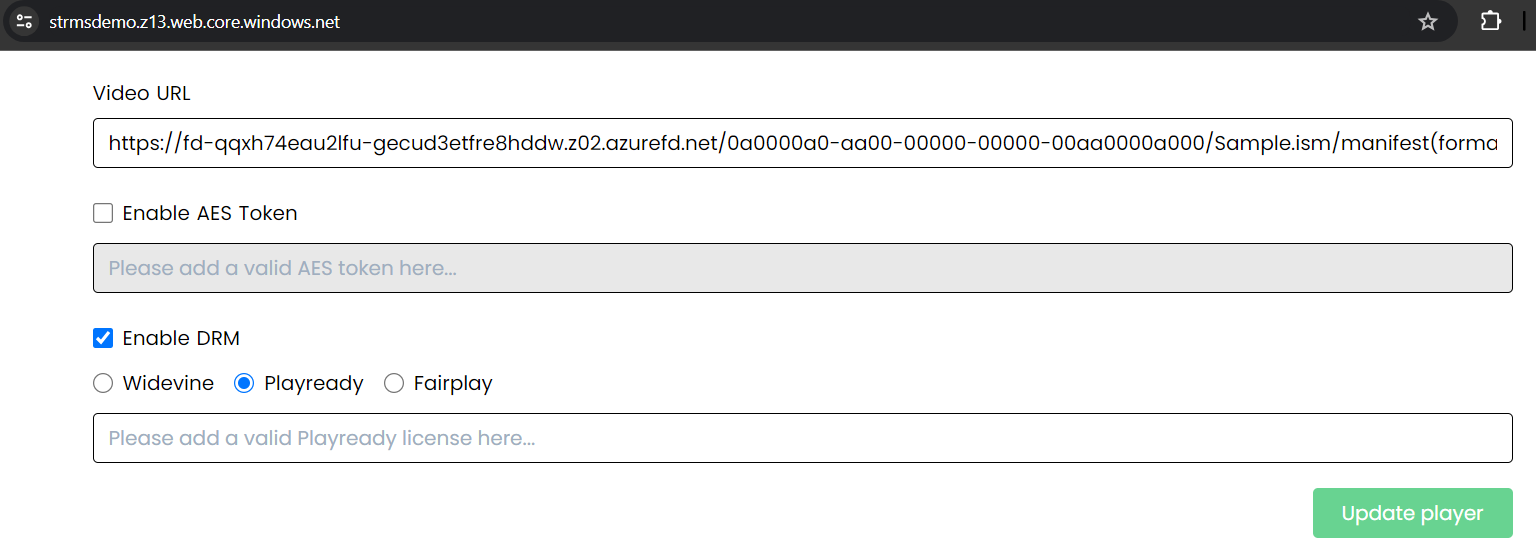 strmsdemo.z13.web.core.windows.net
Video URL
https://fd-qqxh74eau2lfu-gecud3etfre8hddw.z02.azurefd.net/0a0000a0-aa00-00000-00000-00aa0000a000/Sample.ism/manifest(forma
Enable AES Token
Please add a valid AES token here...
Enable DRM
Widevine Playready Fairplay
Please add a valid Playready license here...
Update player